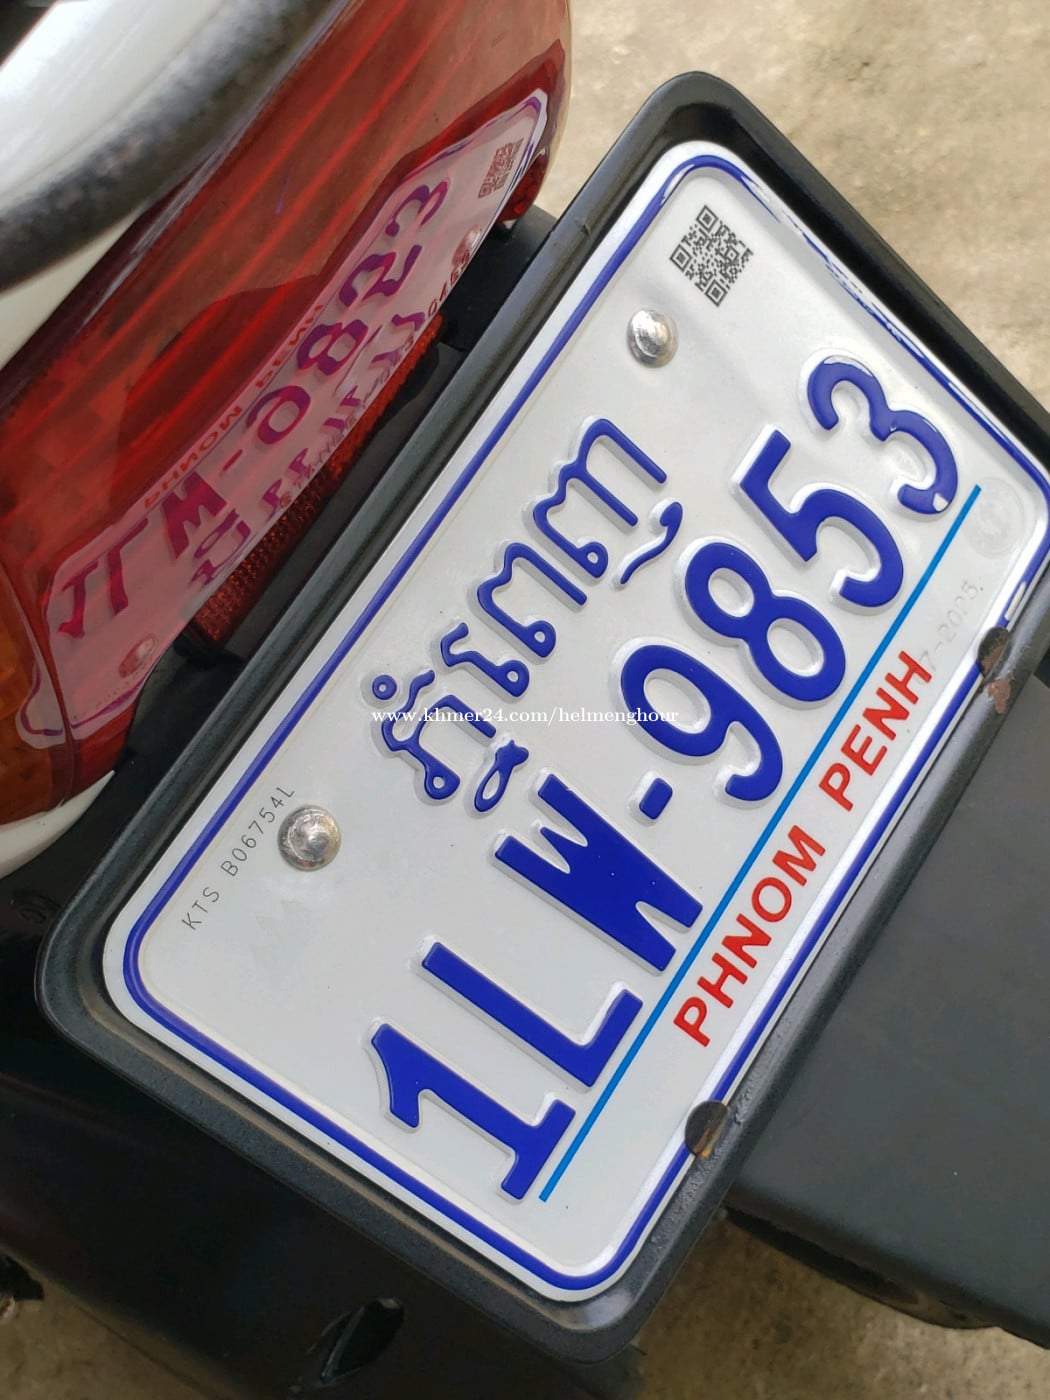 ភ្នំពេញ
1LW-9853
PHNOM PENH
KTS B06754L
www.khmer24.com/helmenghour